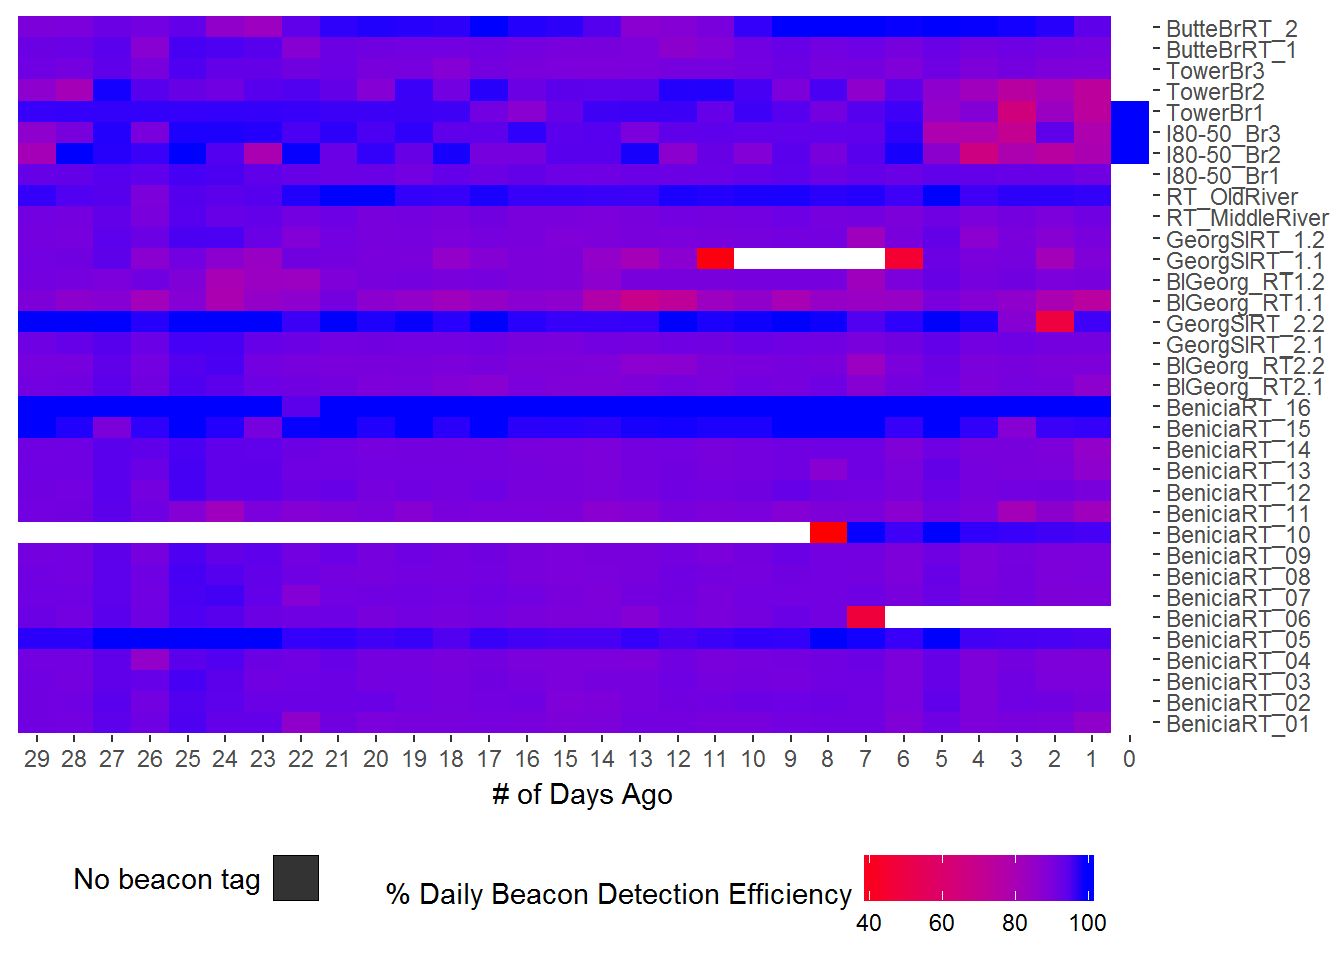 ButteBrRT_2
ButteBrRT_1
TowerBr3
TowerBr2
TowerBr1
I80-50_Br3
I80-50_Br2
I80-50_Br1
RT_OldRiver
RT_MiddleRiver
GeorgSlRT_1.2
GeorgSlRT_1.1
BlGeorg_RT1.2
BlGeorg_RT1.1
GeorgSlRT_2.2
GeorgSlRT_2.1
BlGeorg_RT2.2
BlGeorg_RT2.1
BeniciaRT_16
BeniciaRT_15
BeniciaRT_14
BeniciaRT_13
BeniciaRT_12
BeniciaRT_11
BeniciaRT_10
BeniciaRT_09
BeniciaRT_08
BeniciaRT_07
BeniciaRT_06
BeniciaRT_05
BeniciaRT_04
BeniciaRT_03
BeniciaRT_02
BeniciaRT_01
29 28 27 26 25 24 23 22 21 20 19 18 17 16 15 14 13 12 11 10 9 8 7 6 5 4 3 2 1 0
# of Days Ago
No beacon tag
% Daily Beacon Detection Efficiency
40 60 80 100